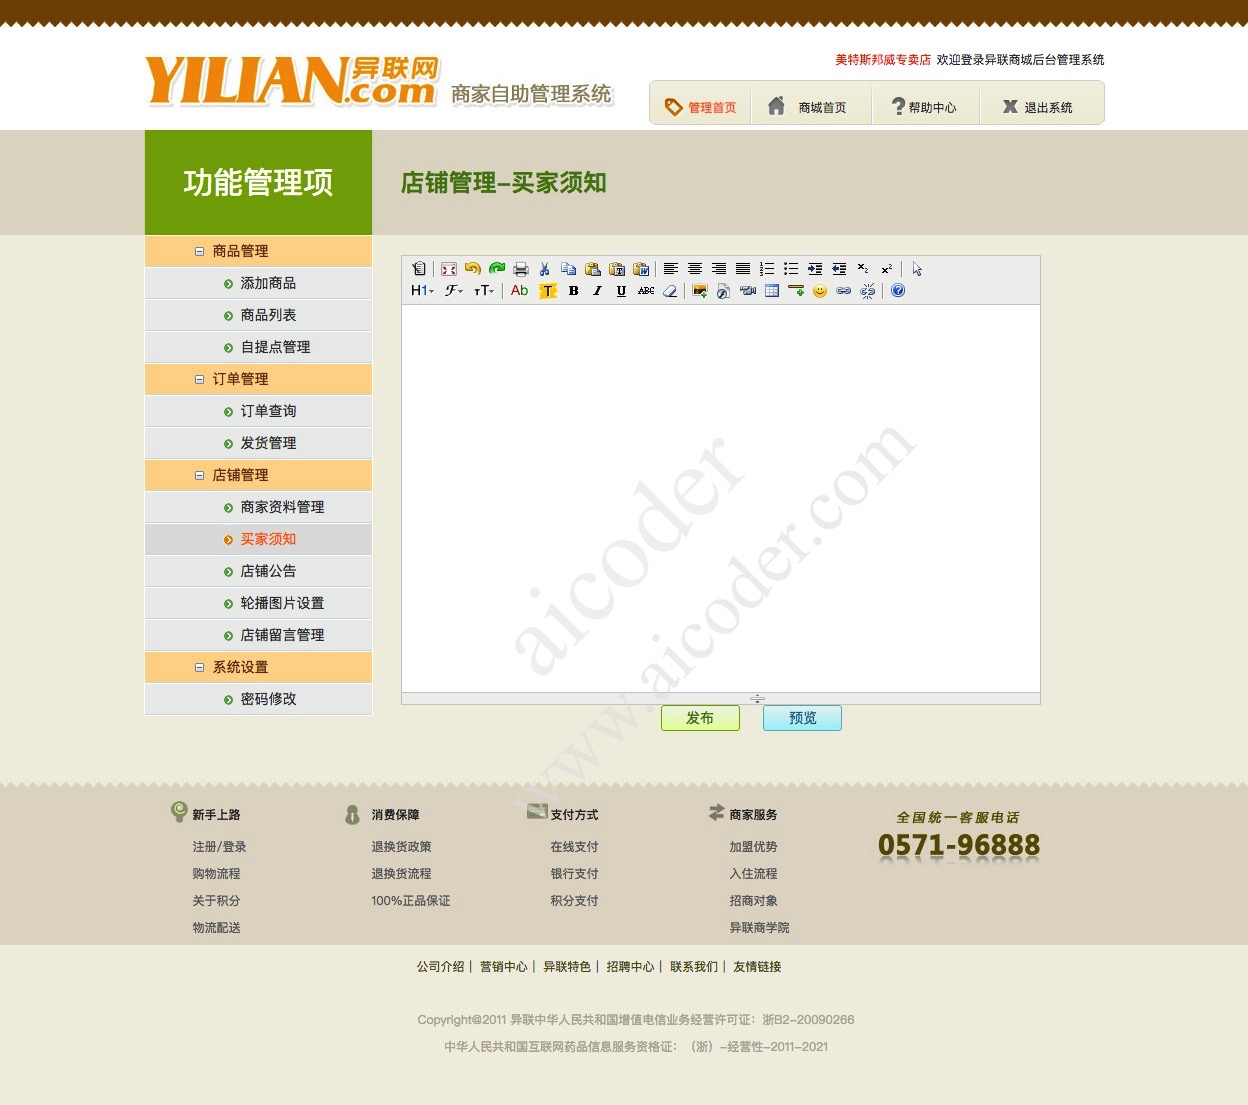 美特斯邦威专卖店 欢迎登录异联商城后台管理系统
YILIAN异联网.com 商家自助管理系统
管理首页 商城首页 帮助中心 退出系统
功能管理项
店铺管理-买家须知
商品管理
添加商品
商品列表
自提点管理
订单管理
订单查询
发货管理
店铺管理
商家资料管理
买家须知
店铺公告
轮播图片设置
店铺留言管理
系统设置
密码修改
H1 F TT Ab T B I U ABC
aicoder
www.aicoder.com
发布 预览
新手上路
注册/登录
购物流程
关于积分
物流配送
消费保障
退换货政策
退换货流程
100%正品保证
支付方式
在线支付
银行支付
积分支付
商家服务
加盟优势
入住流程
招商对象
异联商学院
全国统一客服电话
0571-96888
公司介绍 | 营销中心 | 异联特色 | 招聘中心 | 联系我们 | 友情链接
Copyright@2011 异联中华人民共和国增值电信业务经营许可证：浙B2-20090266
中华人民共和国互联网药品信息服务资格证：（浙）-经营性-2011-2021